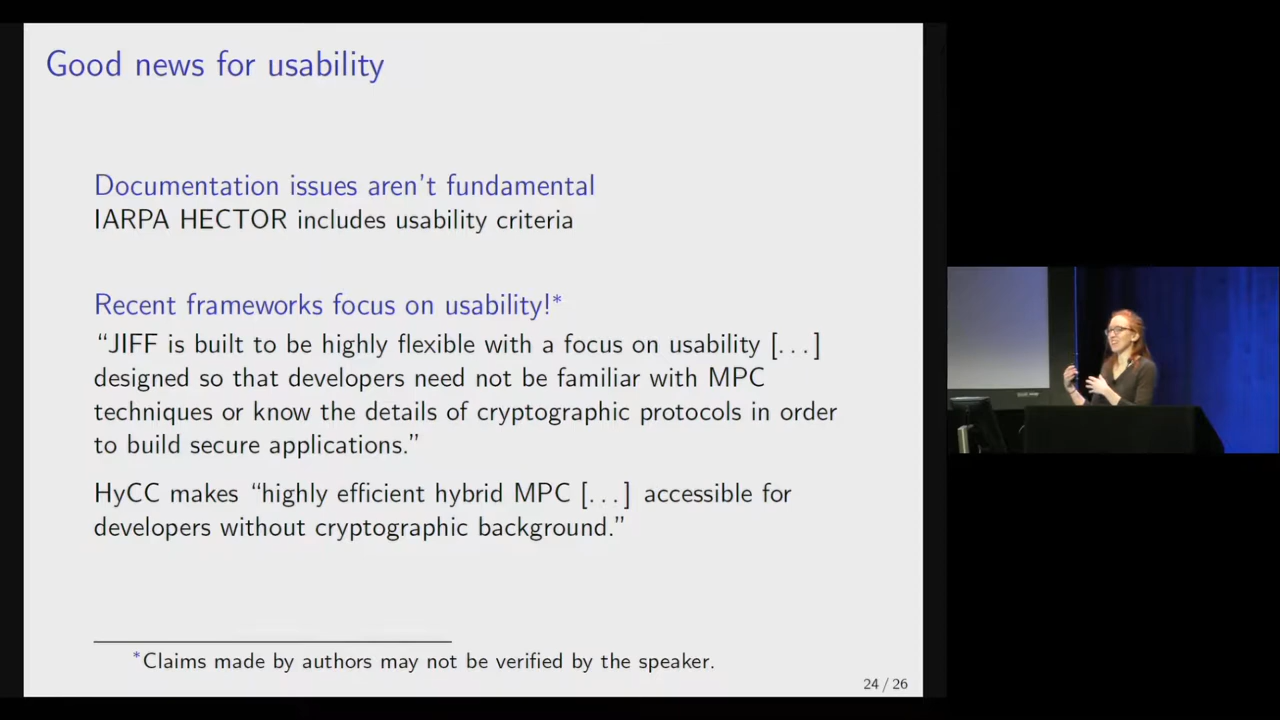 Good news for usability
Documentation issues aren't fundamental
IARPA HECTOR includes usability criteria
Recent frameworks focus on usability!*
“JIFF is built to be highly flexible with a focus on usability [...]
designed so that developers need not be familiar with MPC
techniques or know the details of cryptographic protocols in order
to build secure applications.”
HyCC makes “highly efficient hybrid MPC [...] accessible for
developers without cryptographic background.”
*Claims made by authors may not be verified by the speaker.
24 / 26